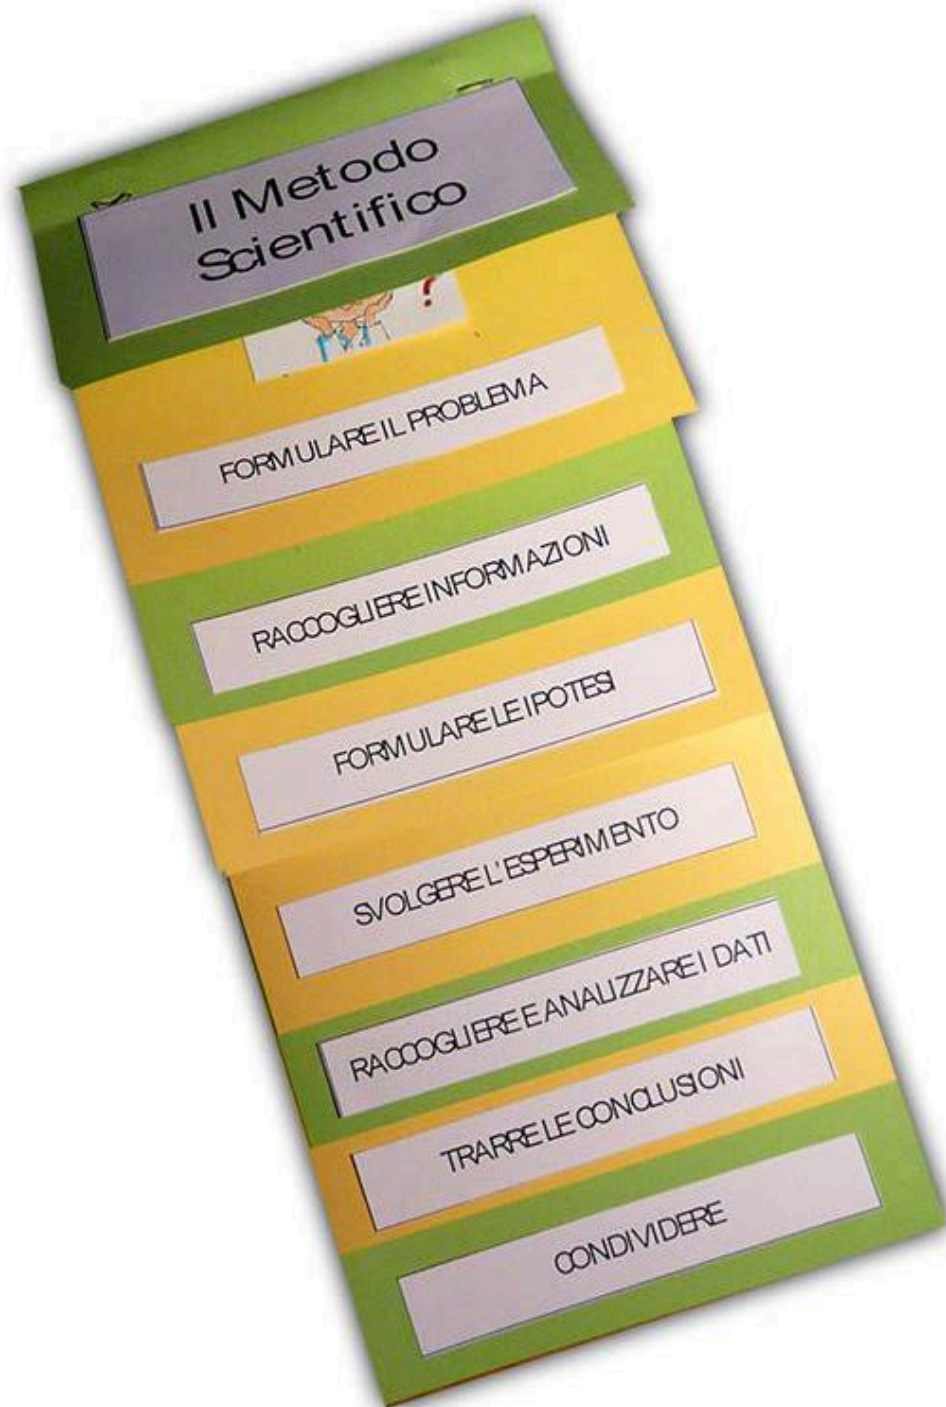 Il Metodo
Scientifico
?
FORMULARE IL PROBLEMA
RACCOGLIERE INFORMAZIONI
FORMULARE LE IPOTESI
SVOLGERE L'ESPERIMENTO
RACCOGLIERE E ANALIZZARE I DATI
TRARRE LE CONCLUSIONI
CONDIVIDERE